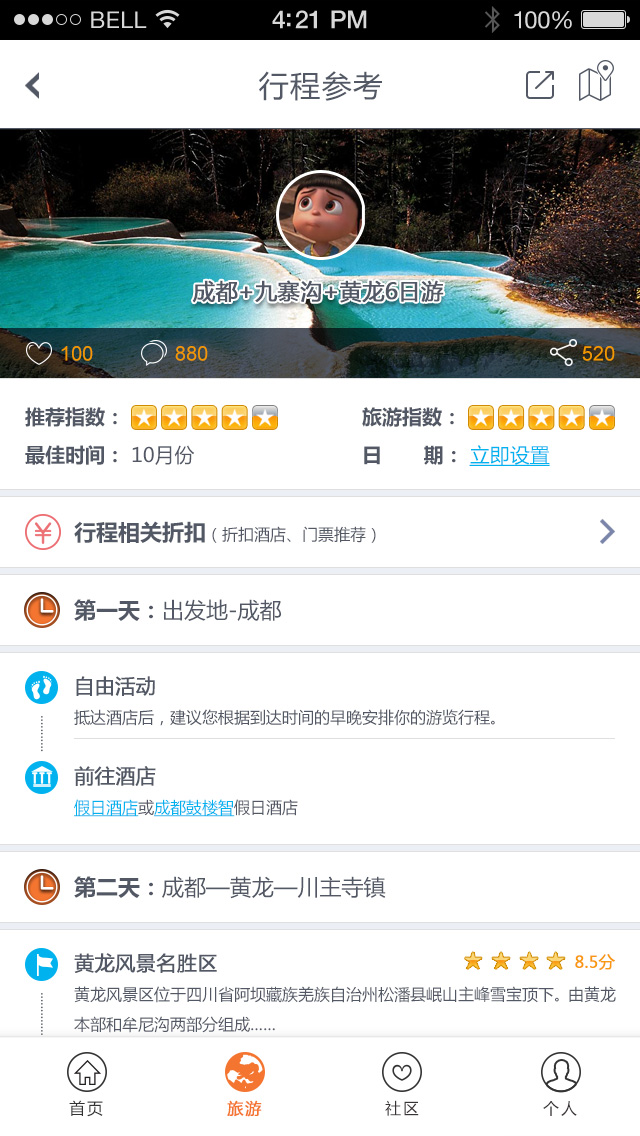 BELL 4:21 PM 100%
行程参考
成都+九寨沟+黄龙6日游
100 880 520
推荐指数： 旅游指数：
最佳时间： 10月份 日 期： 立即设置
行程相关折扣（折扣酒店、门票推荐）
第一天：出发地-成都
自由活动
抵达酒店后，建议您根据到达时间的早晚安排你的游览行程。
前往酒店
假日酒店或成都鼓楼智假日酒店
第二天：成都—黄龙—川主寺镇
黄龙风景名胜区 8.5分
黄龙风景区位于四川省阿坝藏族羌族自治州松潘县岷山主峰雪宝顶下。由黄龙
本部和牟尼沟两部分组成......
首页 旅游 社区 个人